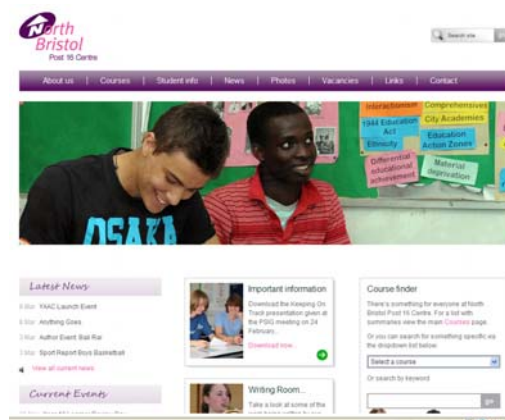 North
Bristol
Post 16 Centre
Search site
About us | Courses | Student info | News | Photos | Vacancies | Links | Contact
Interactionism
Comprehensives
1944 Education
Act
City Academies
Ethnicity
Education
Action Zones
Differential
educational
achievement
Material
deprivation
OSAKA
Latest News
Mar YAAC Launch Event
Mar Anything Goes
Mar Author Event: Bali Rai
Mar Sport Report Boys Basketball
View all current news
Current Events
Important information
Download the Keeping On
Track presentation given at
the PSIG meeting on 24
February...
Download now...
Writing Room...
Take a look at some of the
Course finder
There's something for everyone at North
Bristol Post 16 Centre. For a list with
summaries view the main Courses page.
Or you can search for something specific
the dropdown list below.
Select a course
Or search by keyword
go